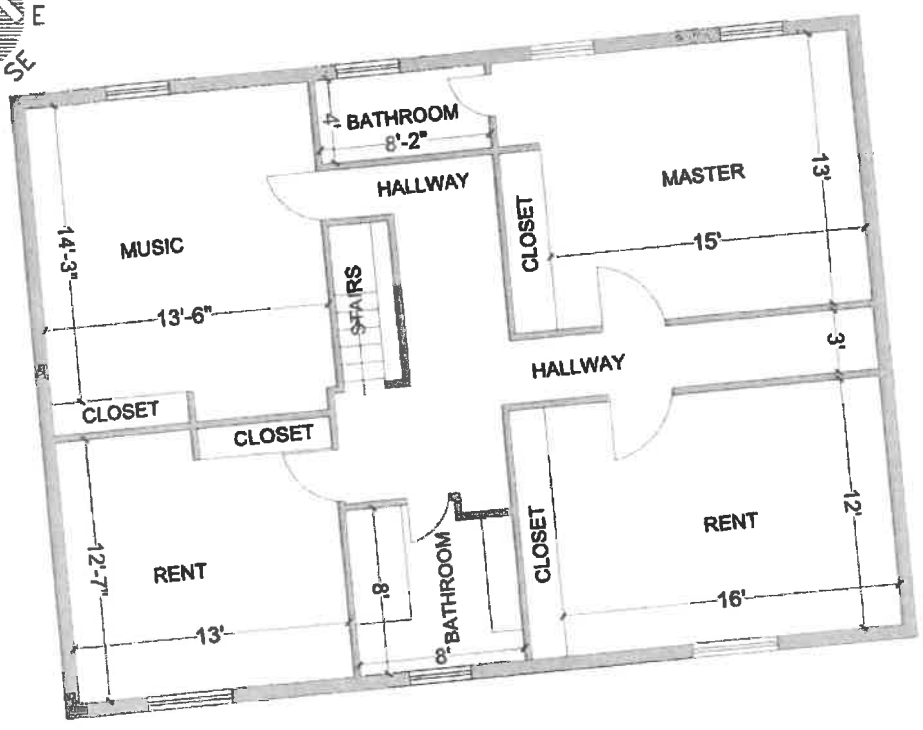 E
SE
BATHROOM
4'
8'-2"
HALLWAY
MASTER
13'
CLOSET
15'
MUSIC
14'-3"
13'-6"
STAIRS
HALLWAY
3'
CLOSET
CLOSET
CLOSET
RENT
12'
16'
RENT
12'-7"
13'
BATHROOM
8'
8'